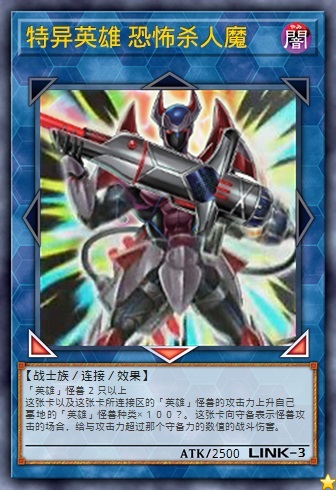 特异英雄 恐怖杀人魔
闇
【战士族／连接／效果】
「英雄」怪兽２只以上
这张卡以及这张卡所连接区的「英雄」怪兽的攻击力上升自己
墓地的「英雄」怪兽种类×１００？。这张卡向守备表示怪兽攻
击的场合，给与攻击力超过那个守备力的数值的战斗伤害。
ATK/2500 LINK-3